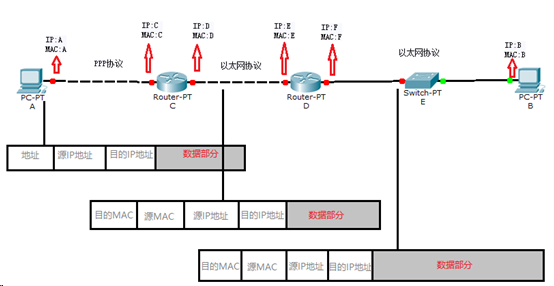 IP:A
MAC:A
PPP协议
IP:C
MAC:C
IP:D
MAC:D
以太网协议
IP:E
MAC:E
IP:F
MAC:F
以太网协议
IP:B
MAC:B
PC-PT
A
Router-PT
C
Router-PT
D
Switch-PT
E
PC-PT
B
地址 源IP地址 目的IP地址 数据部分
目的MAC 源MAC 源IP地址 目的IP地址 数据部分
目的MAC 源MAC 源IP地址 目的IP地址 数据部分